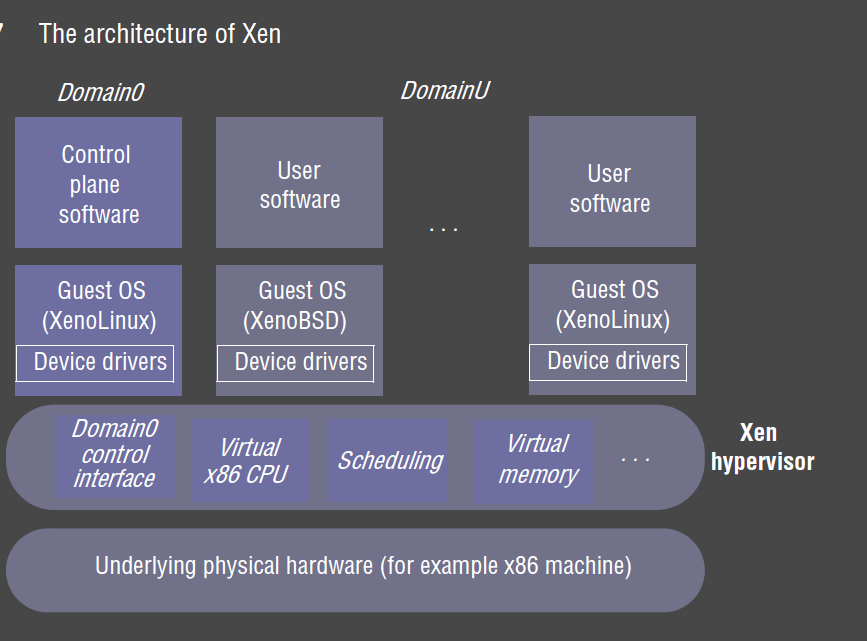 The architecture of Xen
Domain0
DomainU
Control
plane
software
User
software
. . .
User
software
Guest OS
(XenoLinux)
Device drivers
Guest OS
(XenoBSD)
Device drivers
Guest OS
(XenoLinux)
Device drivers
Domain0
control
interface
Virtual
x86 CPU
Scheduling
Virtual
memory
. . .
Xen
hypervisor
Underlying physical hardware (for example x86 machine)